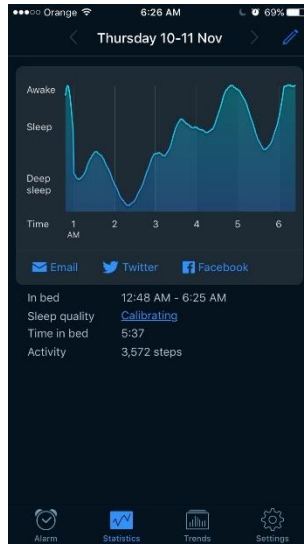 Orange 6:26 AM 69%
Thursday 10-11 Nov
Awake
Sleep
Deep
sleep
Time 1 2 3 4 5 6
AM
Email Twitter Facebook
In bed 12:48 AM - 6:25 AM
Sleep quality Calibrating
Time in bed 5:37
Activity 3,572 steps
Alarm Statistics Trends Settings